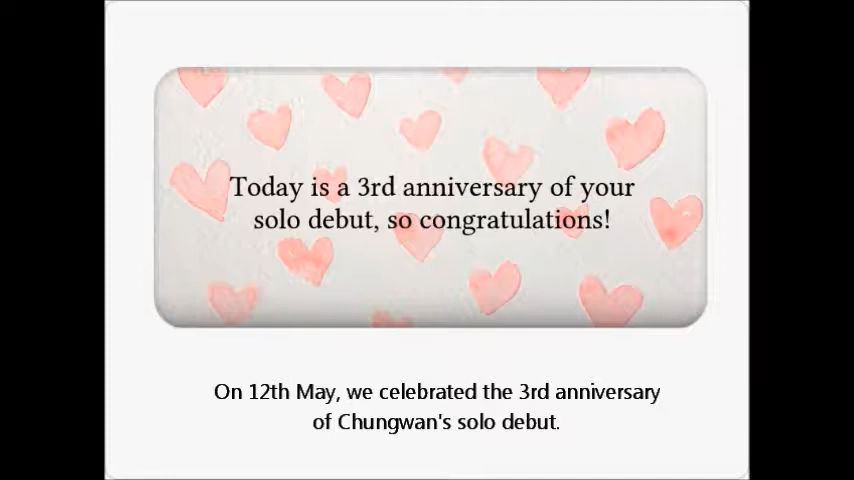 Today is a 3rd anniversary of your
solo debut, so congratulations!
On 12th May, we celebrated the 3rd anniversary
of Chungwan's solo debut.